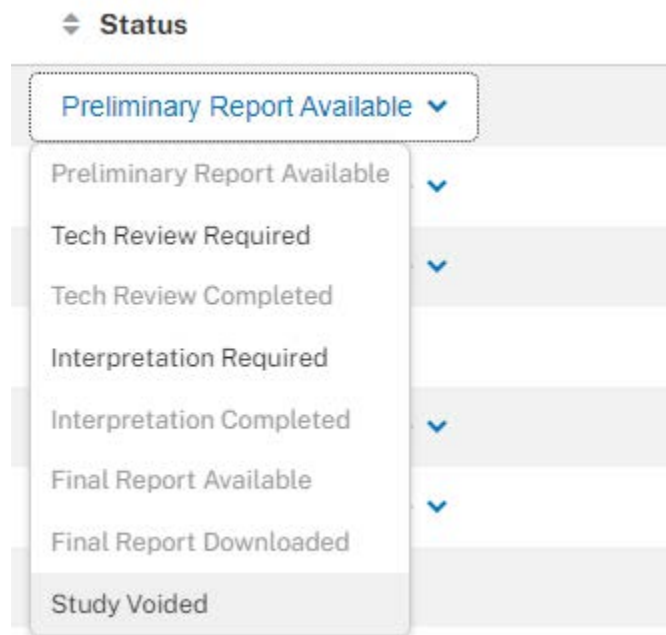 Status
Preliminary Report Available
Preliminary Report Available
Tech Review Required
Tech Review Completed
Interpretation Required
Interpretation Completed
Final Report Available
Final Report Downloaded
Study Voided